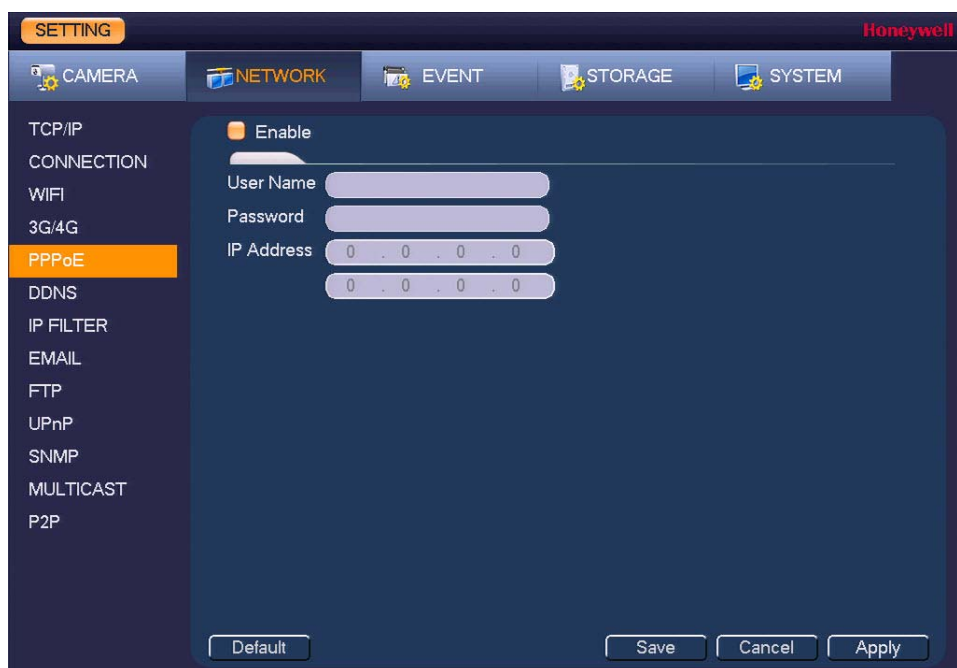 SETTING Honeywell
CAMERA NETWORK EVENT STORAGE SYSTEM
TCP/IP
CONNECTION
WIFI
3G/4G
PPPoE
DDNS
IP FILTER
EMAIL
FTP
UPnP
SNMP
MULTICAST
P2P
Enable
User Name
Password
IP Address 0 . 0 . 0 . 0
0 . 0 . 0 . 0
Default Save Cancel Apply